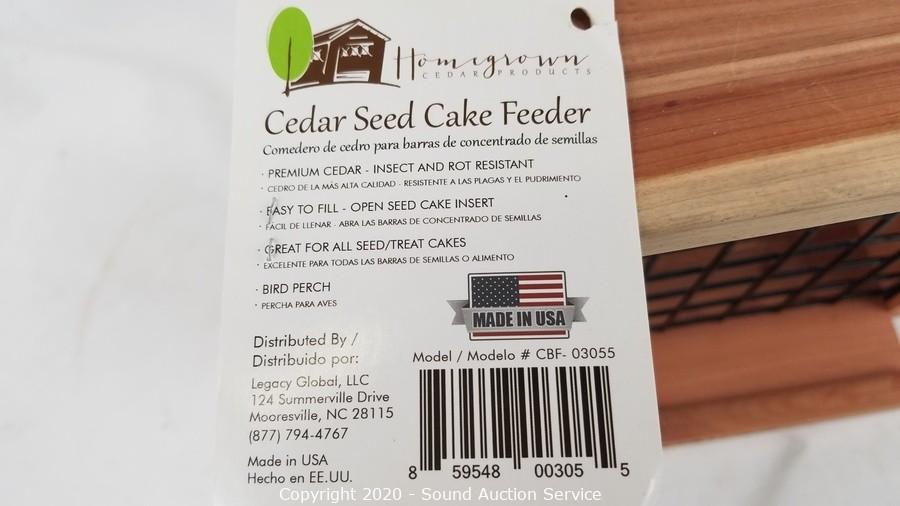 Homegrown
CEDAR PRODUCTS
Cedar Seed Cake Feeder
Comedero de cedro para barras de concentrado de semillas
· PREMIUM CEDAR - INSECT AND ROT RESISTANT
· CEDRO DE LA MÁS ALTA CALIDAD - RESISTENTE A LAS PLAGAS Y EL PUDRIMIENTO
· EASY TO FILL - OPEN SEED CAKE INSERT
· FÁCIL DE LLENAR - ABRA LAS BARRAS DE CONCENTRADO DE SEMILLAS
· GREAT FOR ALL SEED/TREAT CAKES
· EXCELENTE PARA TODAS LAS BARRAS DE SEMILLAS O ALIMENTO
· BIRD PERCH
· PERCHA PARA AVES
MADE IN USA
Distributed By /
Distribuido por:
Legacy Global, LLC
124 Summerville Drive
Mooresville, NC 28115
(877) 794-4767
Made in USA
Hecho en EE.UU.
Model / Modelo # CBF- 03055
8 59548 00305 5
Copyright 2020 - Sound Auction Service